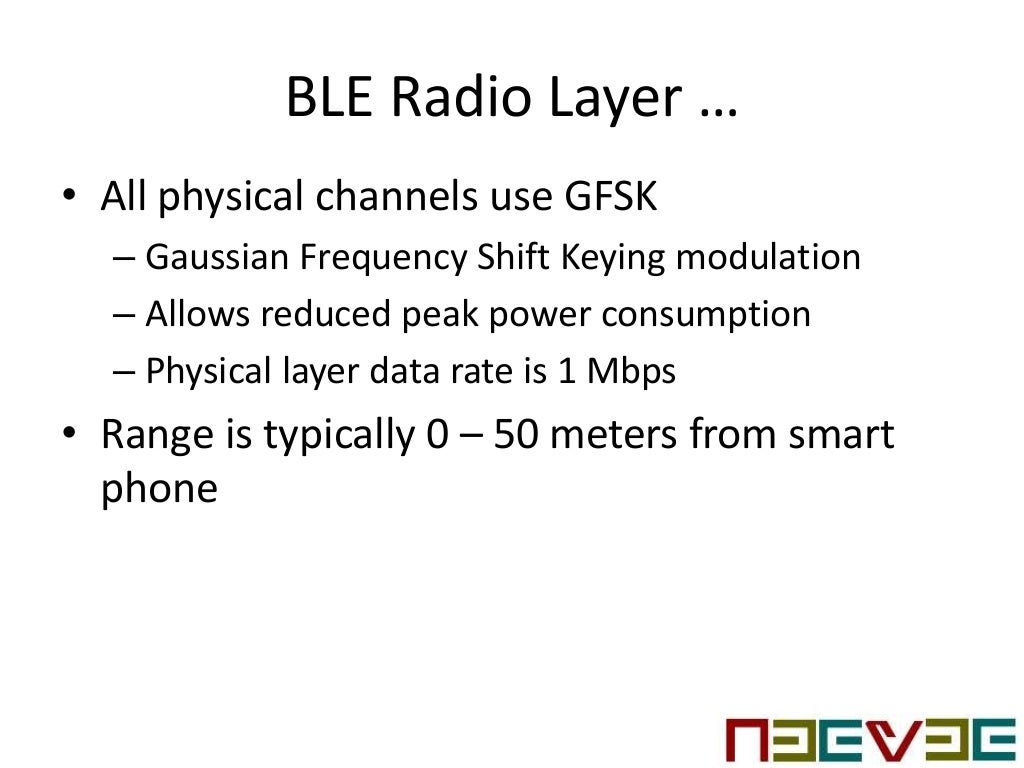 BLE Radio Layer …
• All physical channels use GFSK
– Gaussian Frequency Shift Keying modulation
– Allows reduced peak power consumption
– Physical layer data rate is 1 Mbps
• Range is typically 0 – 50 meters from smart
phone